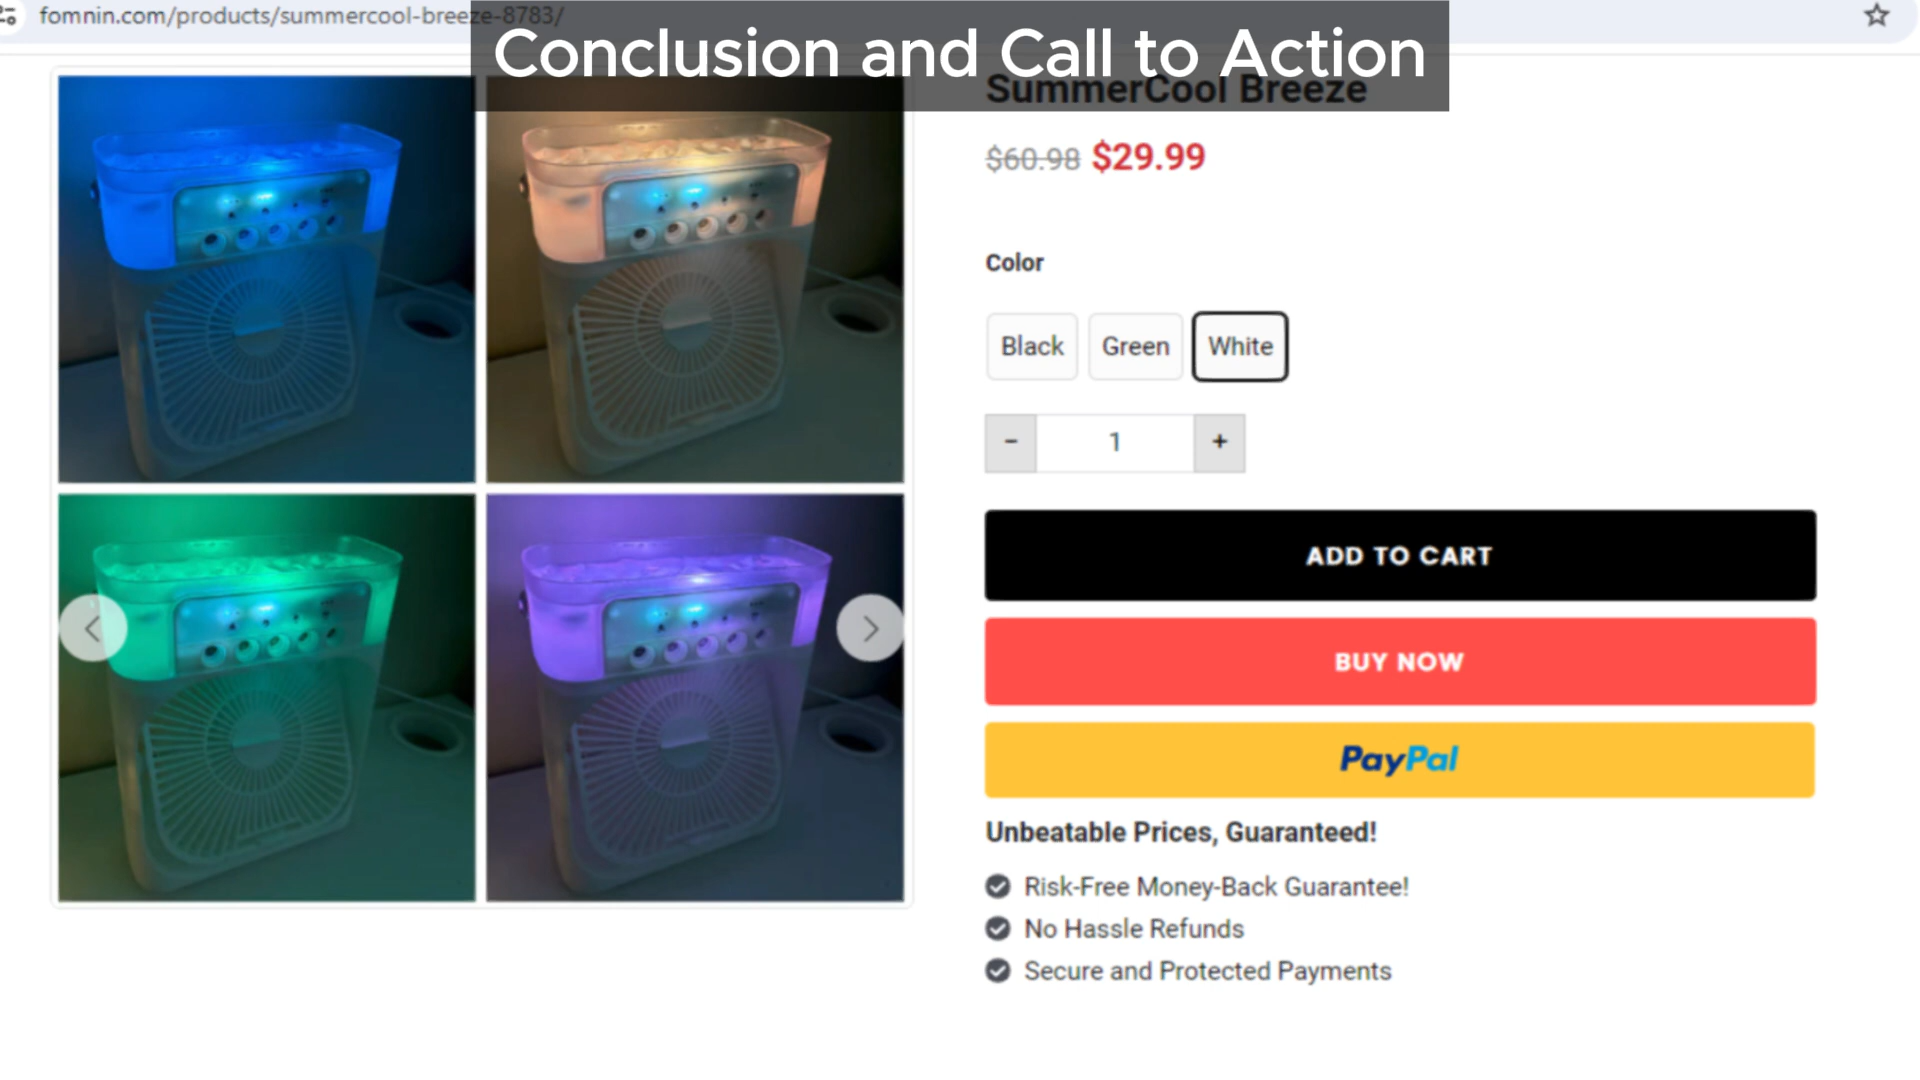 fomnin.com/products/summercool-breeze-8783/
Conclusion and Call to Action
SummerCool Breeze
$60.98 $29.99
Color
Black Green White
- 1 +
ADD TO CART
BUY NOW
PayPal
Unbeatable Prices, Guaranteed!
Risk-Free Money-Back Guarantee!
No Hassle Refunds
Secure and Protected Payments